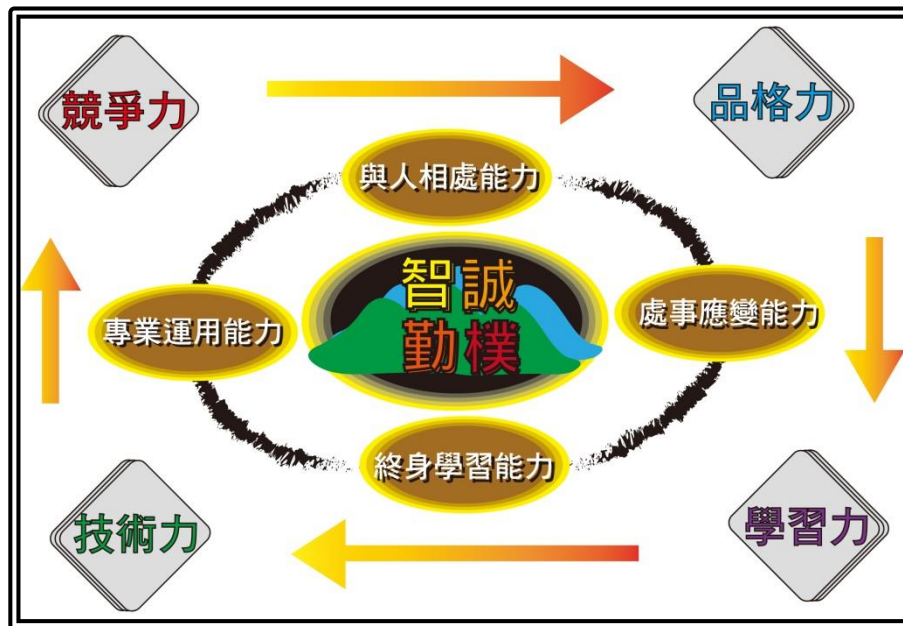 競爭力
品格力
與人相處能力
智誠
勤樸
專業運用能力
處事應變能力
終身學習能力
技術力
學習力